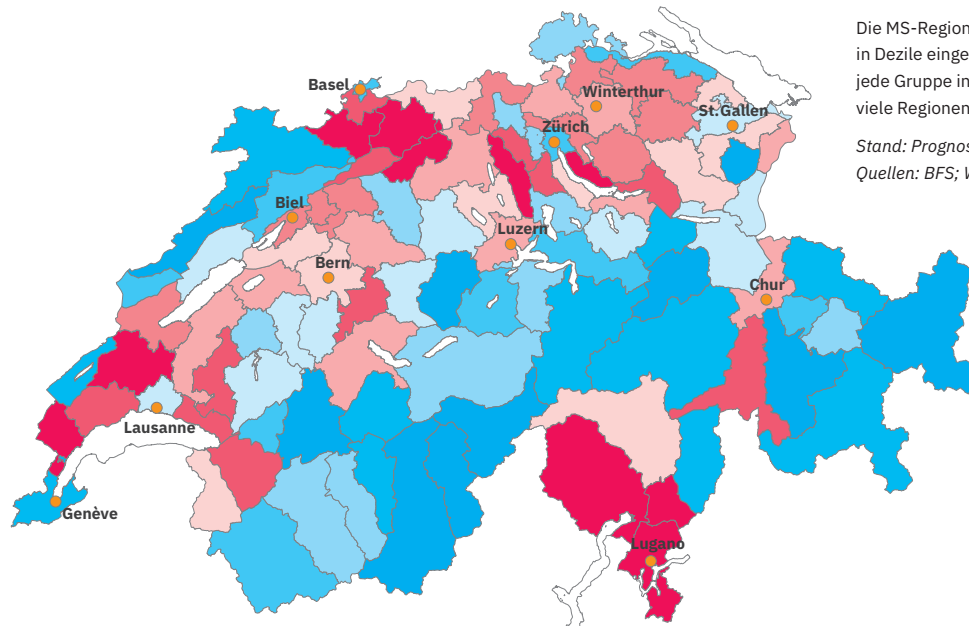 Die MS-Region
in Dezile einge
jede Gruppe in
viele Regionen
Stand: Prognos
Quellen: BFS; W
Basel
Winterthur
St.Gallen
Zürich
Biel
Luzern
Bern
Chur
Lausanne
Genève
Lugano